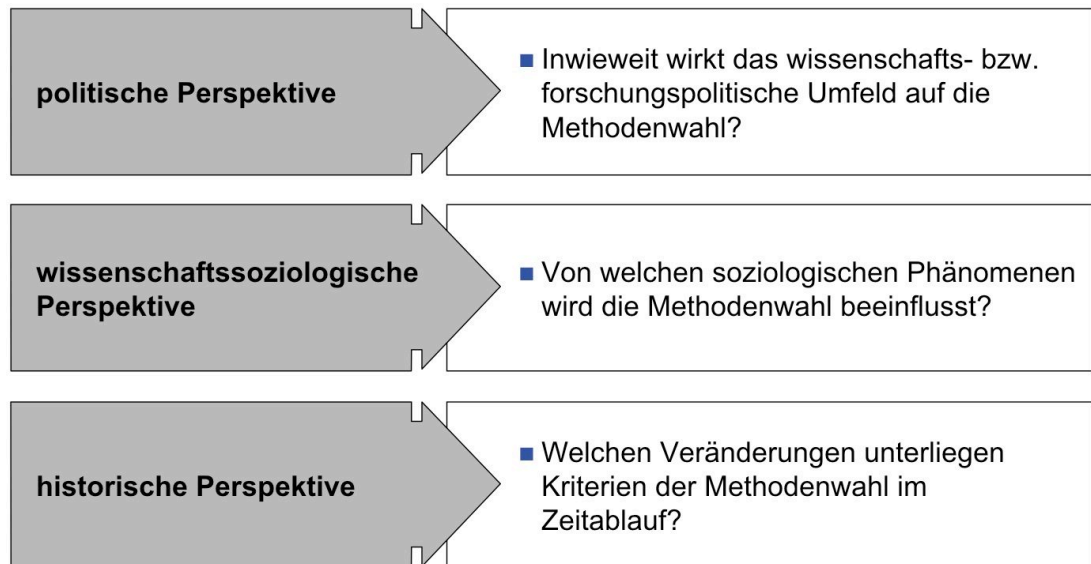 politische Perspektive
■ Inwieweit wirkt das wissenschafts- bzw.
forschungspolitische Umfeld auf die
Methodenwahl?
wissenschaftssoziologische
Perspektive
■ Von welchen soziologischen Phänomenen
wird die Methodenwahl beeinflusst?
historische Perspektive
■ Welchen Veränderungen unterliegen
Kriterien der Methodenwahl im
Zeitablauf?